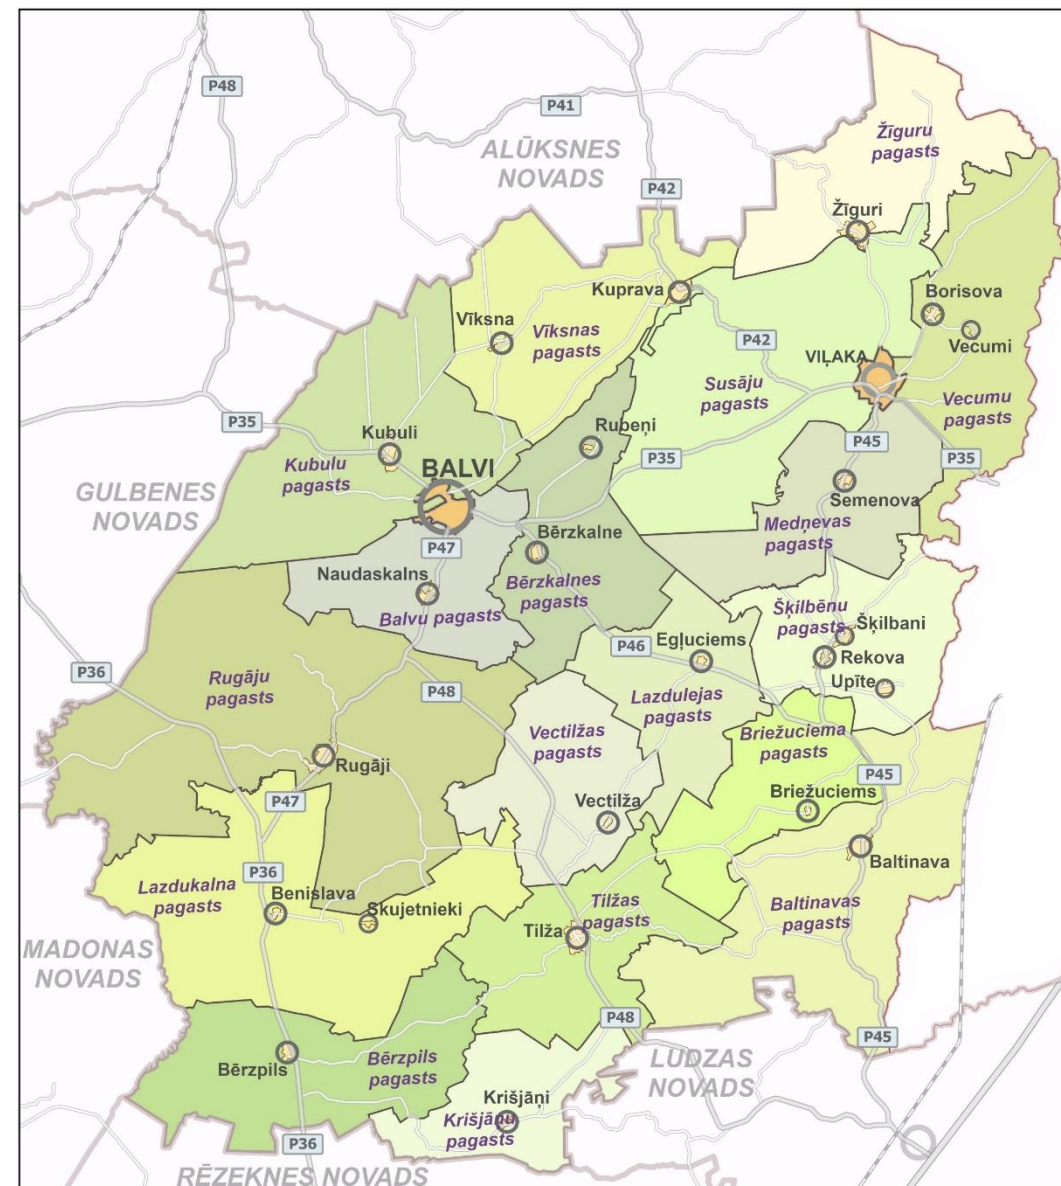 P48
P41
ALŪKSNES
NOVADS
Žīguru
pagasts
P42
Žīguri
Kuprava
Borisova
Vīksna
Vīksnas
pagasts
P42
Vecumi
VIĻAKA
Susāju
pagasts
Vecumu
pagasts
P35
Kubuli
Rubeņi
P45
P35
P35
Kubulu
pagasts
BALVI
GULBENES
NOVADS
Semenova
Medņevas
pagasts
P47
Bērzkalne
Naudaskalns
Bērzkalnes
pagasts
Balvu pagasts
Šķilbēnu
pagasts
Šķilbani
P46
Egļuciems
Rekova
P36
Rugāju
pagasts
P48
Lazdulejas
pagasts
Upīte
Vectilžas
pagasts
Briežuciema
pagasts
Rugāji
P45
P47
Briežuciems
Vectilža
Baltinava
P36
Lazdukalna
pagasts
Benislava
Skujetnieki
Tilžas
pagasts
Baltinavas
pagasts
Tilža
MADONAS
NOVADS
P48
P45
Bērzpils
Bērzpils
pagasts
LUDZAS
NOVADS
Krišjāņi
Krišjāņu
pagasts
P36
RĒZEKNES NOVADS